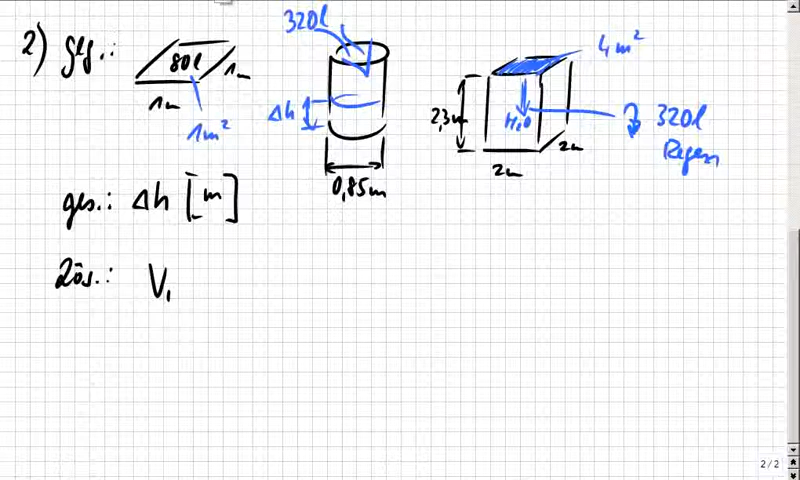 2) geg.:
80l
1m
1m
1m²
320l
Δh
0,85m
4m²
2,3m
H₂O
2m
2m
320l
Regen
ges.: Δh [m]
Lös.: V₁
2/2